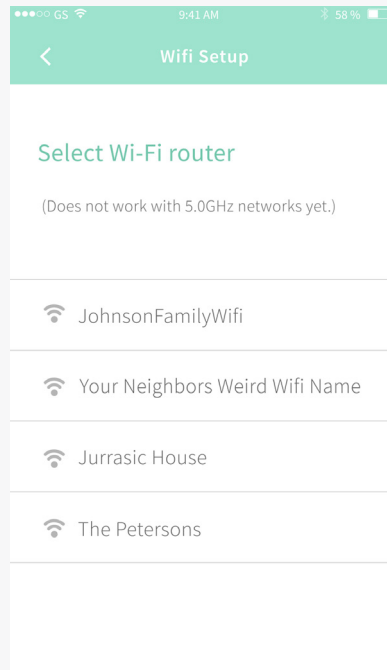 GS 9:41 AM 58 %
Wifi Setup
Select Wi-Fi router
(Does not work with 5.0GHz networks yet.)
JohnsonFamilyWifi
Your Neighbors Weird Wifi Name
Jurrasic House
The Petersons